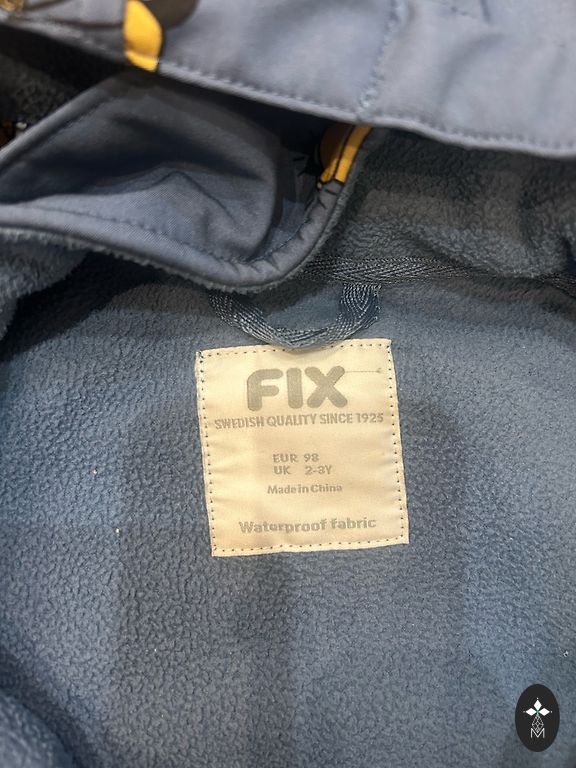 FIX
SWEDISH QUALITY SINCE 1925
EUR 98
UK 2-3Y
Made in China
Waterproof fabric
M